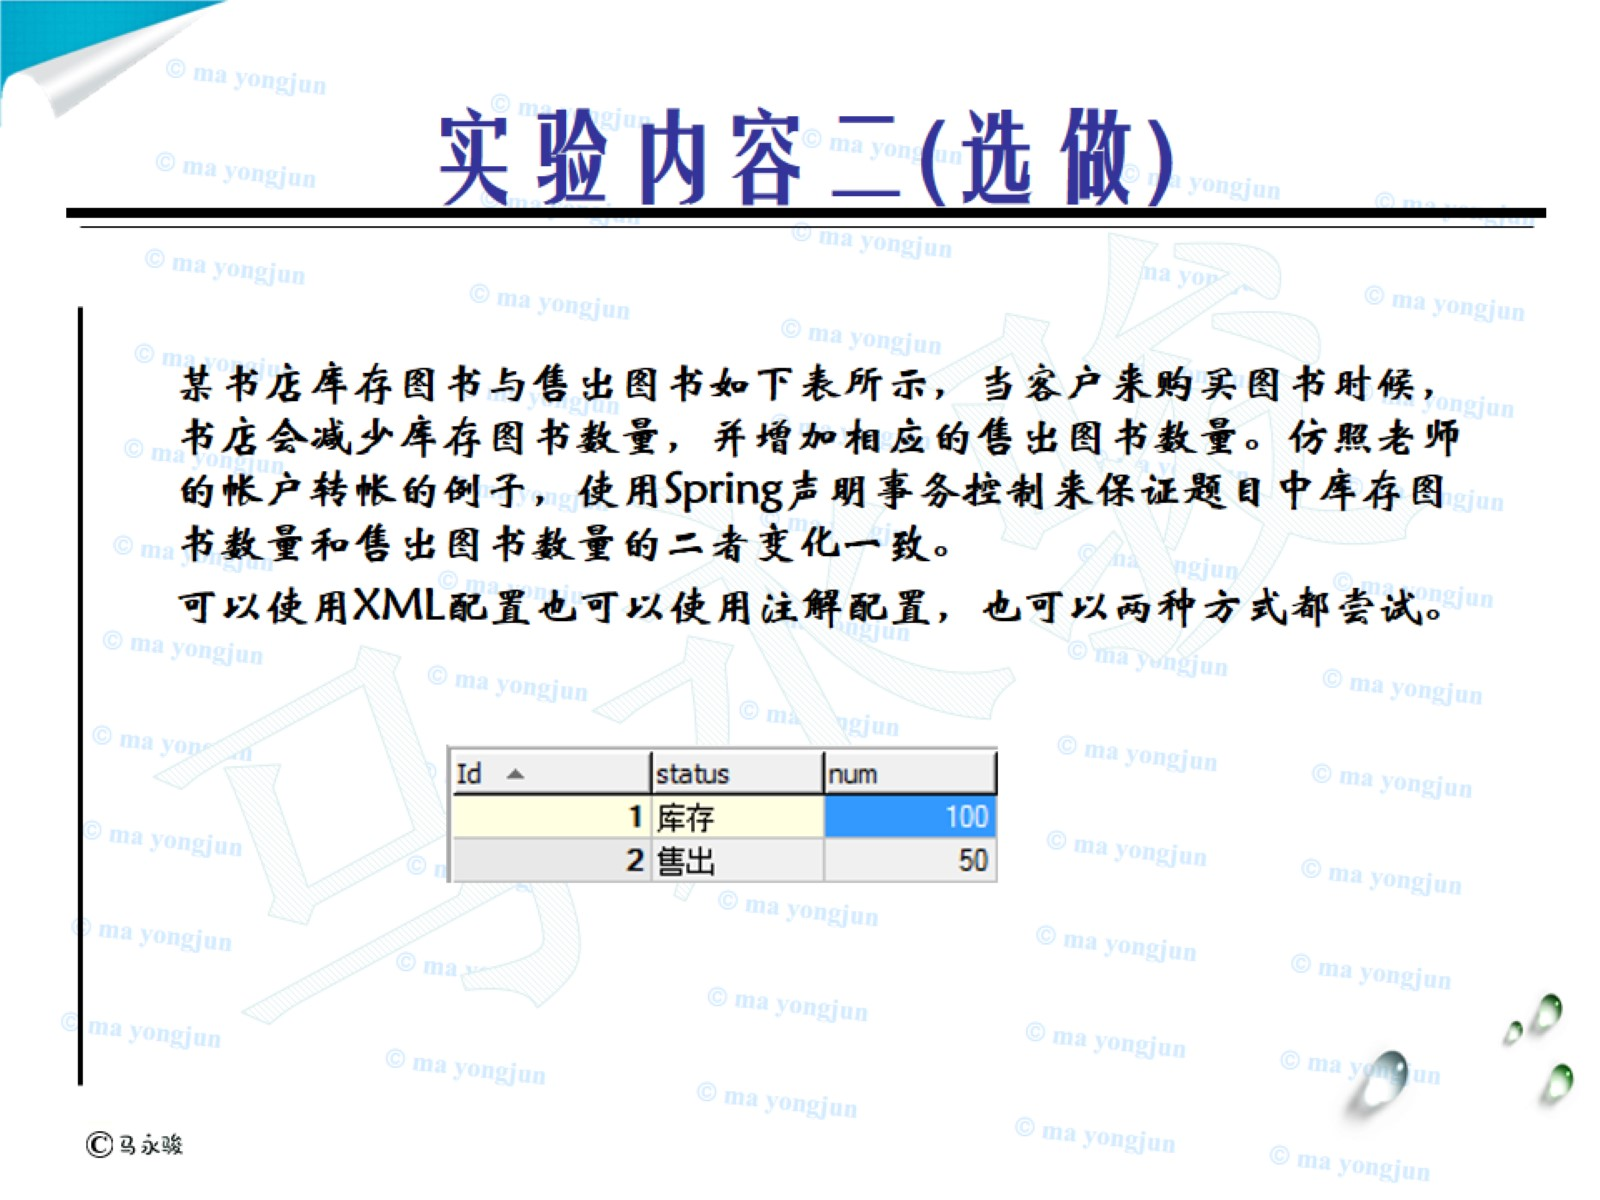 实验内容二(选做)
某书店库存图书与售出图书如下表所示，当客户来购买图书时候，
书店会减少库存图书数量，并增加相应的售出图书数量。仿照老师
的帐户转帐的例子，使用Spring声明事务控制来保证题目中库存图
书数量和售出图书数量的二者变化一致。
可以使用XML配置也可以使用注解配置，也可以两种方式都尝试。
Id status num
1 库存 100
2 售出 50
©马永骏
马永骏
© ma yongjun